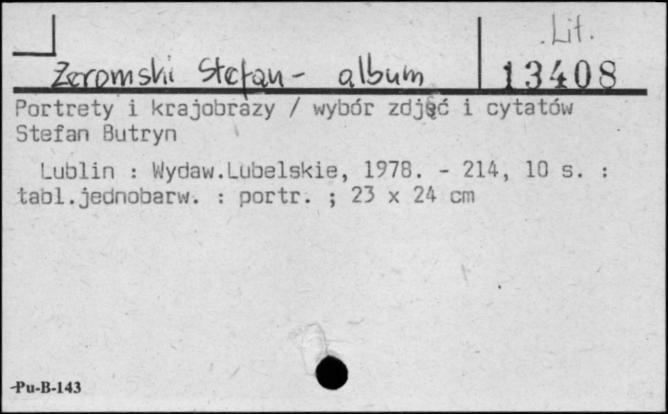 Lit.
Żeromski Stefan - album
13408
Portrety i krajobrazy / wybór zdjęć i cytatów
Stefan Butryn
Lublin : Wydaw.Lubelskie, 1978. - 214, 10 s. :
tabl.jednobarw. : portr. ; 23 x 24 cm
Pu-B-143